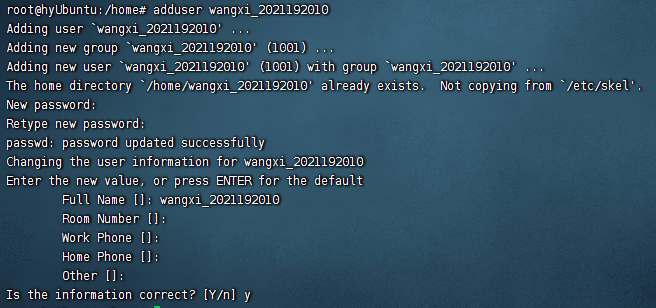 root@hyUbuntu:/home# adduser wangxi_2021192010
Adding user `wangxi_2021192010' ...
Adding new group `wangxi_2021192010' (1001) ...
Adding new user `wangxi_2021192010' (1001) with group `wangxi_2021192010' ...
The home directory `/home/wangxi_2021192010' already exists.  Not copying from `/etc/skel'.
New password:
Retype new password:
passwd: password updated successfully
Changing the user information for wangxi_2021192010
Enter the new value, or press ENTER for the default
        Full Name []: wangxi_2021192010
        Room Number []:
        Work Phone []:
        Home Phone []:
        Other []:
Is the information correct? [Y/n] y